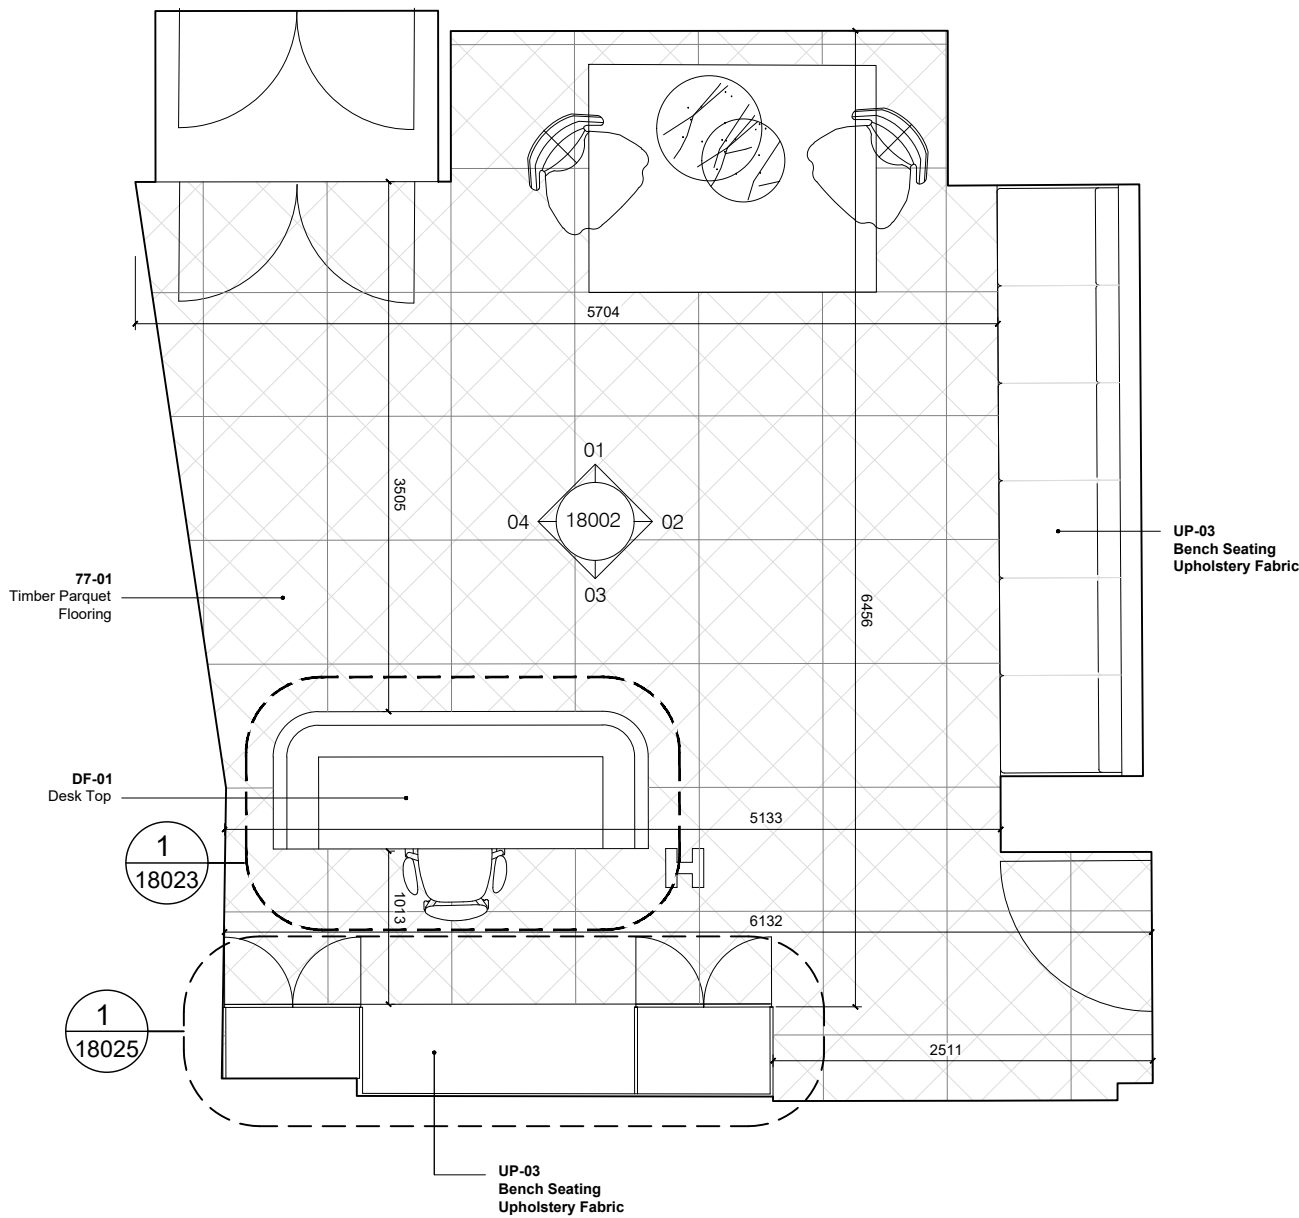 5704
3505
01
04
18002
02
03
6456
UP-03
Bench Seating
Upholstery Fabric
77-01
Timber Parquet
Flooring
DF-01
Desk Top
5133
1
18023
1013
6132
1
18025
2511
UP-03
Bench Seating
Upholstery Fabric